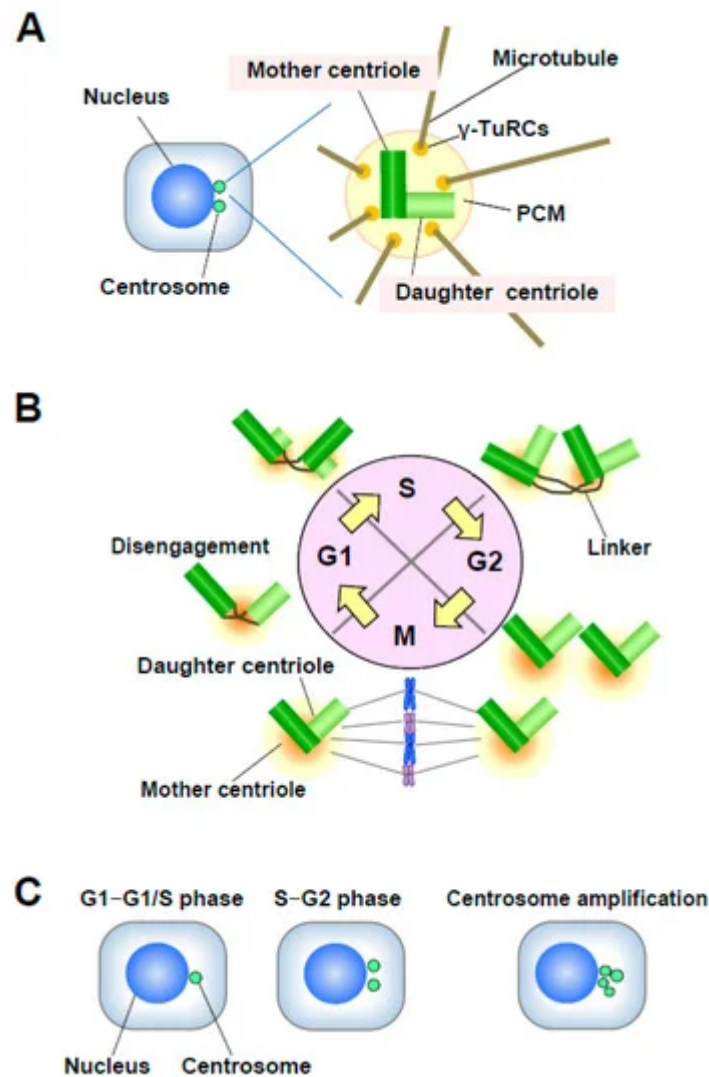 A
Mother centriole
Microtubule
Nucleus
γ-TuRCs
PCM
Centrosome
Daughter centriole
B
S
Disengagement
G1
G2
Linker
M
Daughter centriole
Mother centriole
C
G1-G1/S phase
S-G2 phase
Centrosome amplification
Nucleus
Centrosome